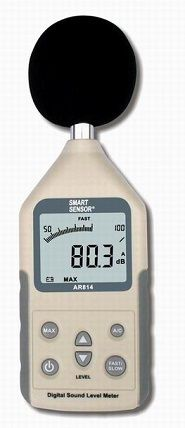 SMART
SENSOR®
FAST
50 100
80.3 A
dB
MAX
AR814
MAX A/C
LEVEL
FAST/
SLOW
Digital Sound Level Meter